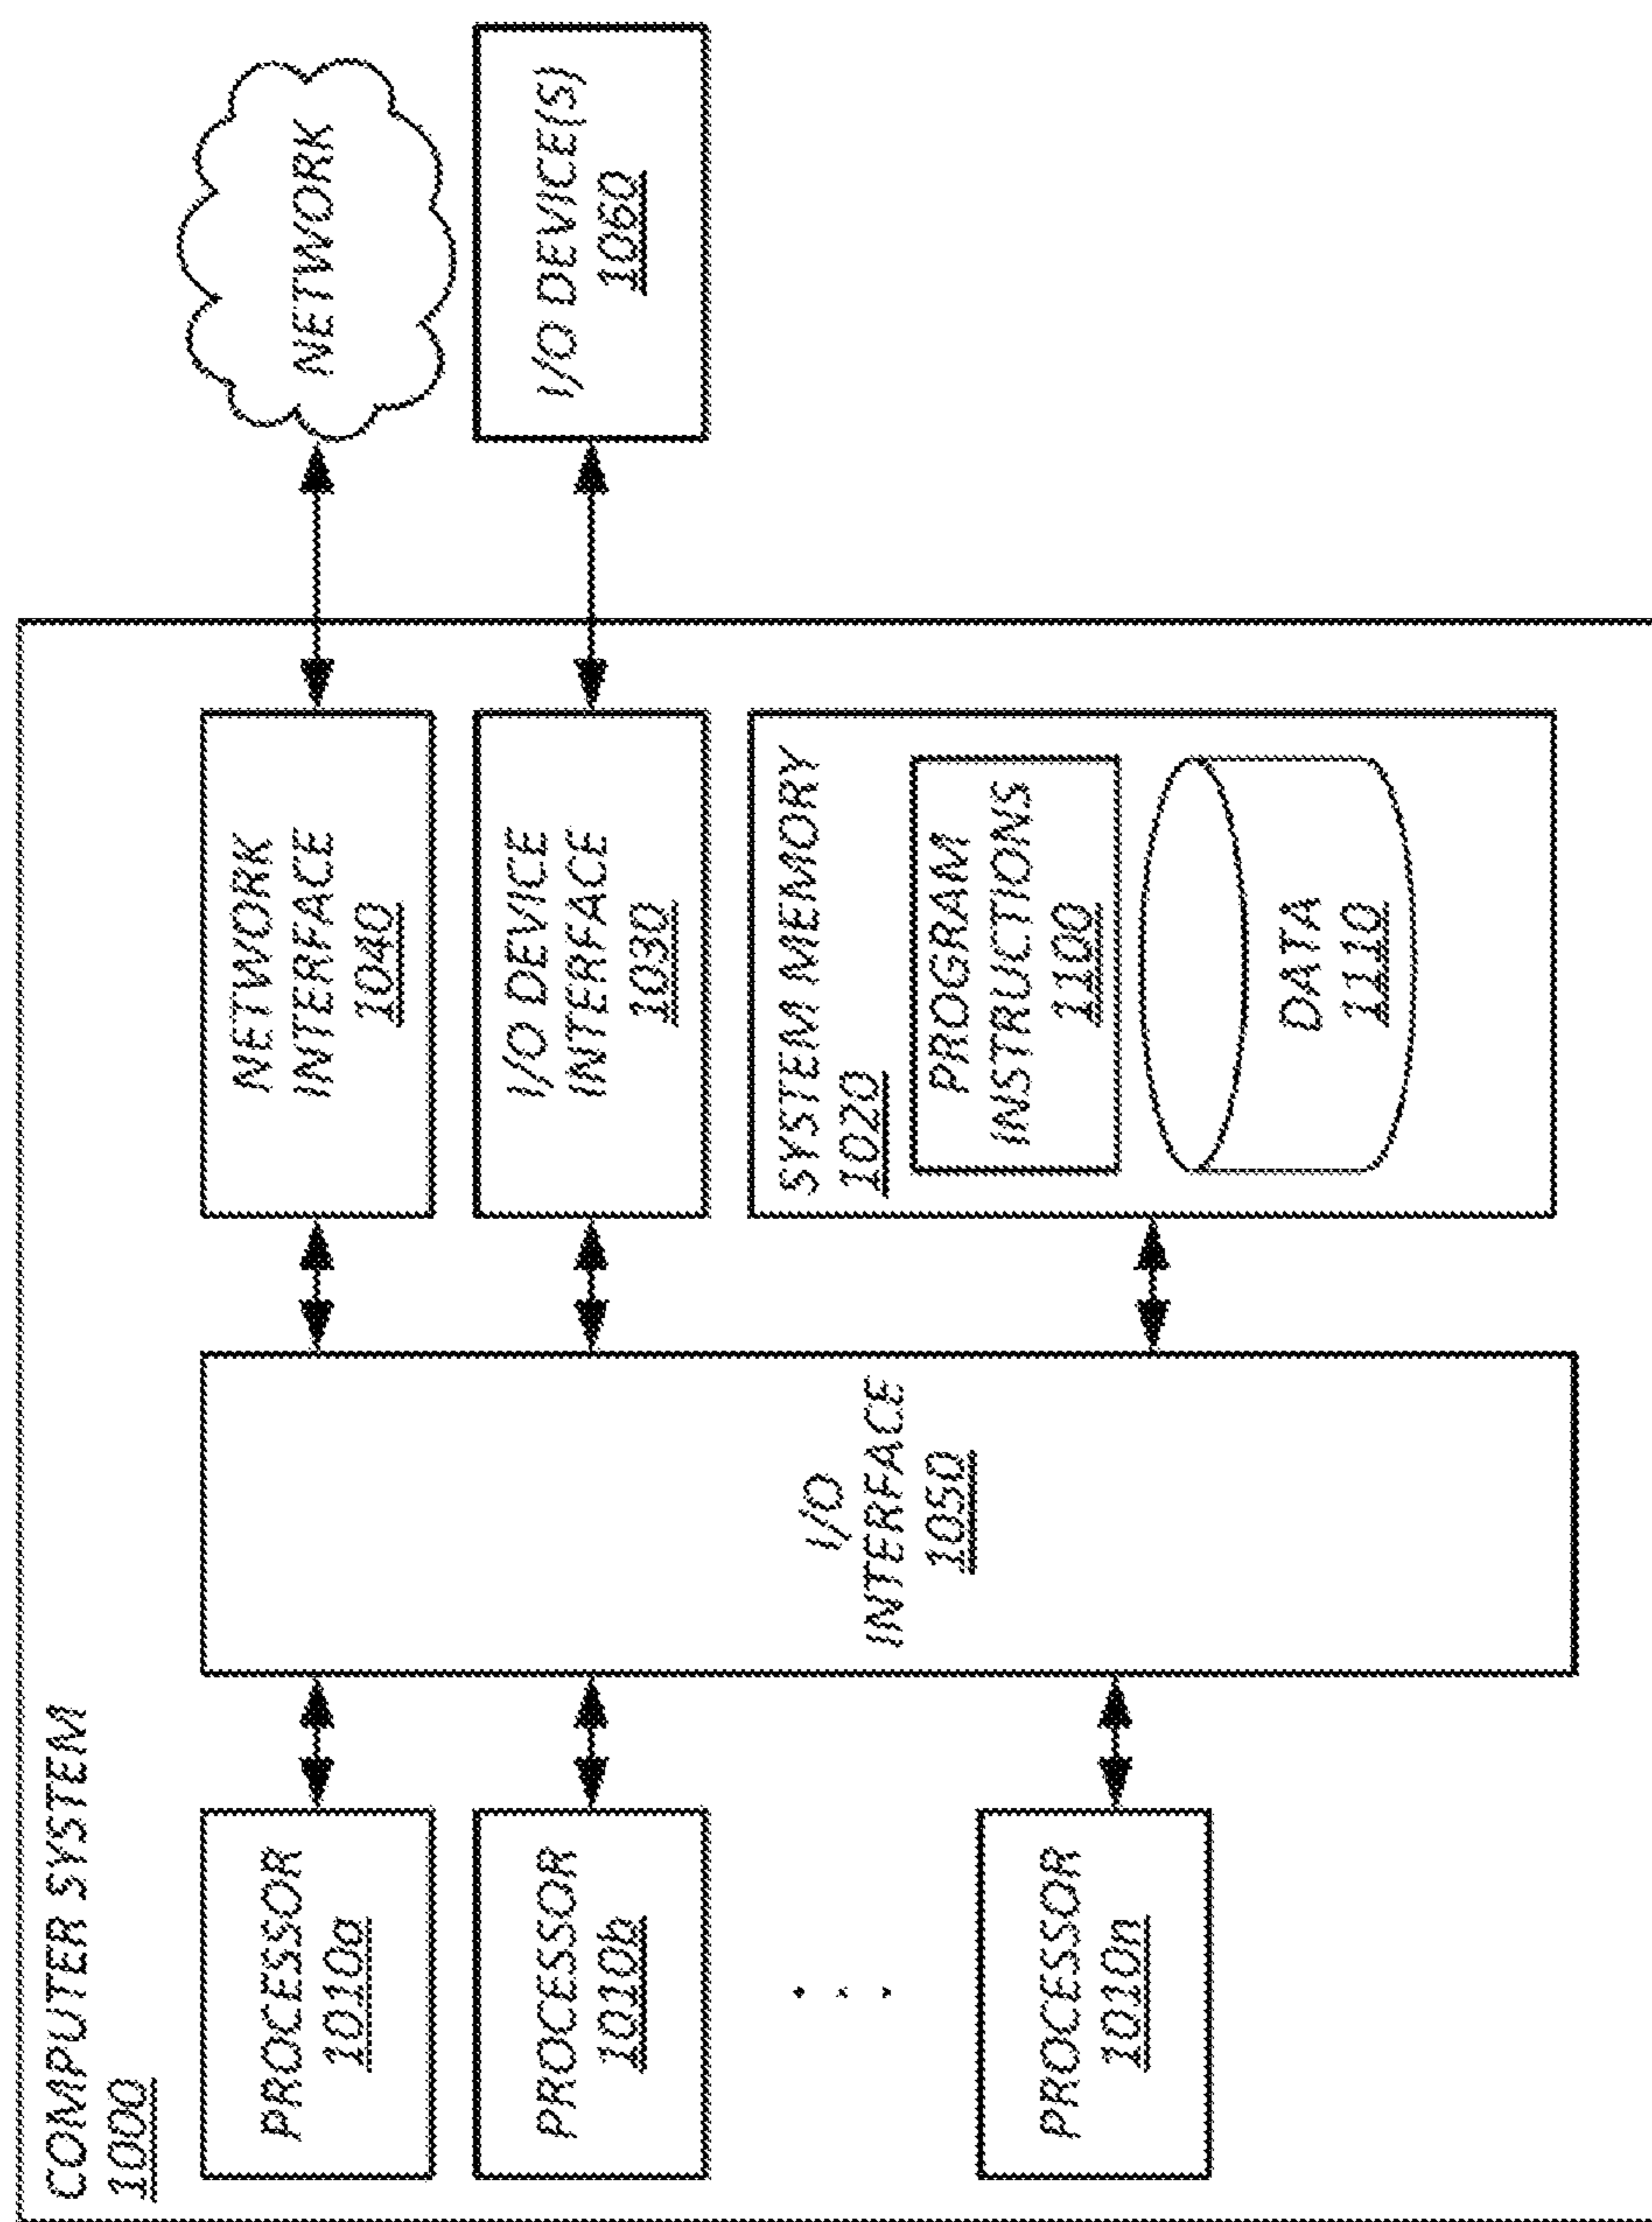 COMPUTER SYSTEM
1000
PROCESSOR
1010a
PROCESSOR
1010b
. . .
PROCESSOR
1010n
I/O
INTERFACE
1050
NETWORK
INTERFACE
1040
I/O DEVICE
INTERFACE
1030
SYSTEM MEMORY
1020
PROGRAM
INSTRUCTIONS
1100
DATA
1110
NETWORK
I/O DEVICE(S)
1060